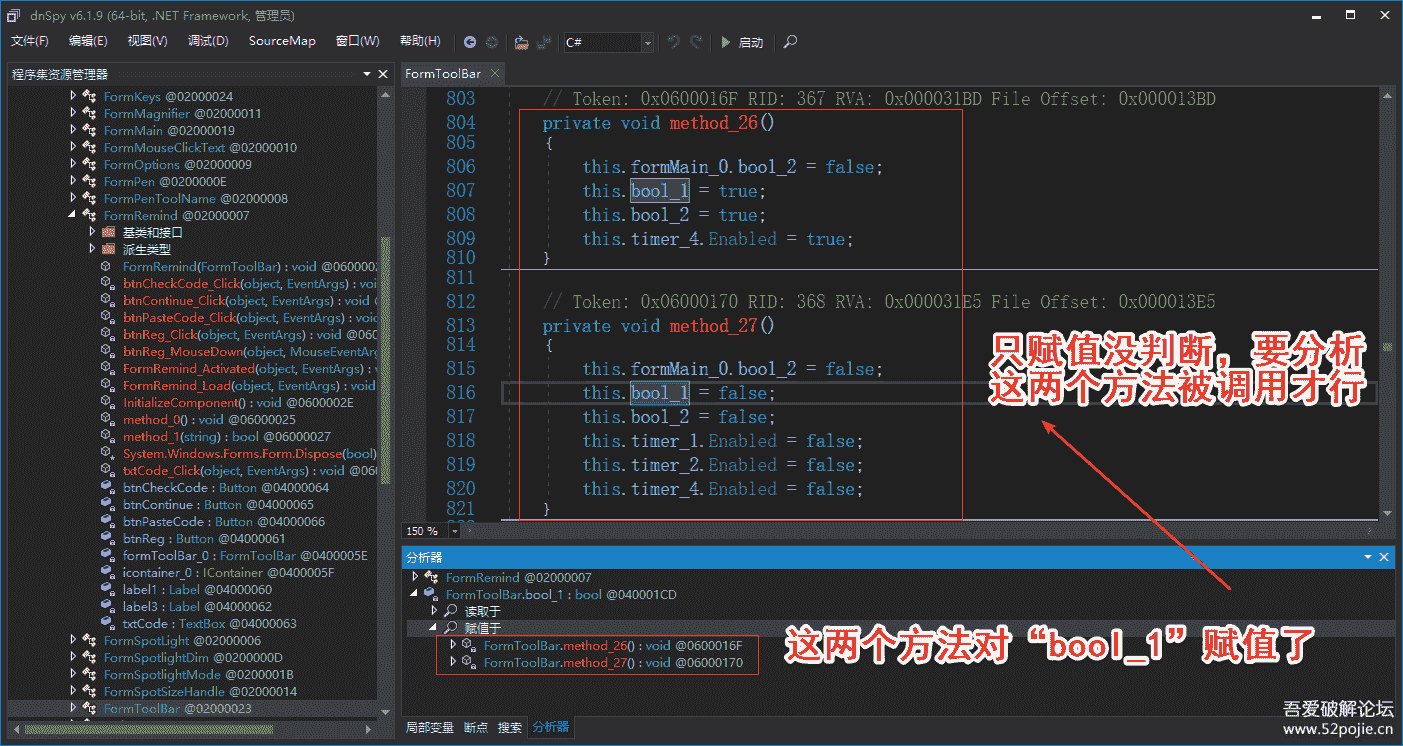 dnSpy v6.1.9 (64-bit, .NET Framework, 管理员)
文件(F) 编辑(E) 视图(V) 调试(D) SourceMap 窗口(W) 帮助(H) C# 启动
程序集资源管理器
FormKeys @02000024
FormMagnifier @02000011
FormMain @02000019
FormMouseClickText @02000010
FormOptions @02000009
FormPen @0200000E
FormPenToolName @02000008
FormRemind @02000007
基类和接口
派生类型
FormRemind(FormToolBar) : void @0600002
btnCheckCode_Click(object, EventArgs) : voi
btnContinue_Click(object, EventArgs) : void
btnPasteCode_Click(object, EventArgs) : voi
btnReg_Click(object, EventArgs) : void @060
btnReg_MouseDown(object, MouseEventArg
FormRemind_Activated(object, EventArgs) :
FormRemind_Load(object, EventArgs) : void
InitializeComponent() : void @0600002E
method_0() : void @06000025
method_1(string) : bool @06000027
System.Windows.Forms.Form.Dispose(bool)
txtCode_Click(object, EventArgs) : void @060
btnCheckCode : Button @04000064
btnContinue : Button @04000065
btnPasteCode : Button @04000066
btnReg : Button @04000061
formToolBar_0 : FormToolBar @0400005E
icontainer_0 : IContainer @0400005F
label1 : Label @04000060
label3 : Label @04000062
txtCode : TextBox @04000063
FormSpotLight @02000006
FormSpotlightDim @0200000D
FormSpotlightMode @0200001B
FormSpotSizeHandle @02000014
FormToolBar @02000023
FormToolBar
803 // Token: 0x0600016F RID: 367 RVA: 0x000031BD File Offset: 0x000013BD
804 private void method_26()
805 {
806 this.formMain_0.bool_2 = false;
807 this.bool_1 = true;
808 this.bool_2 = true;
809 this.timer_4.Enabled = true;
810 }
811
812 // Token: 0x06000170 RID: 368 RVA: 0x000031E5 File Offset: 0x000013E5
813 private void method_27()
814 {
815 this.formMain_0.bool_2 = false;
816 this.bool_1 = false;
817 this.bool_2 = false;
818 this.timer_1.Enabled = false;
819 this.timer_2.Enabled = false;
820 this.timer_4.Enabled = false;
821 }
只赋值没判断，要分析
这两个方法被调用才行
150 %
分析器
FormRemind @02000007
FormToolBar.bool_1 : bool @040001CD
读取于
赋值于
FormToolBar.method_26() : void @0600016F
FormToolBar.method_27() : void @06000170
这两个方法对“bool_1”赋值了
局部变量 断点 搜索 分析器
吾爱破解论坛
www.52pojie.cn